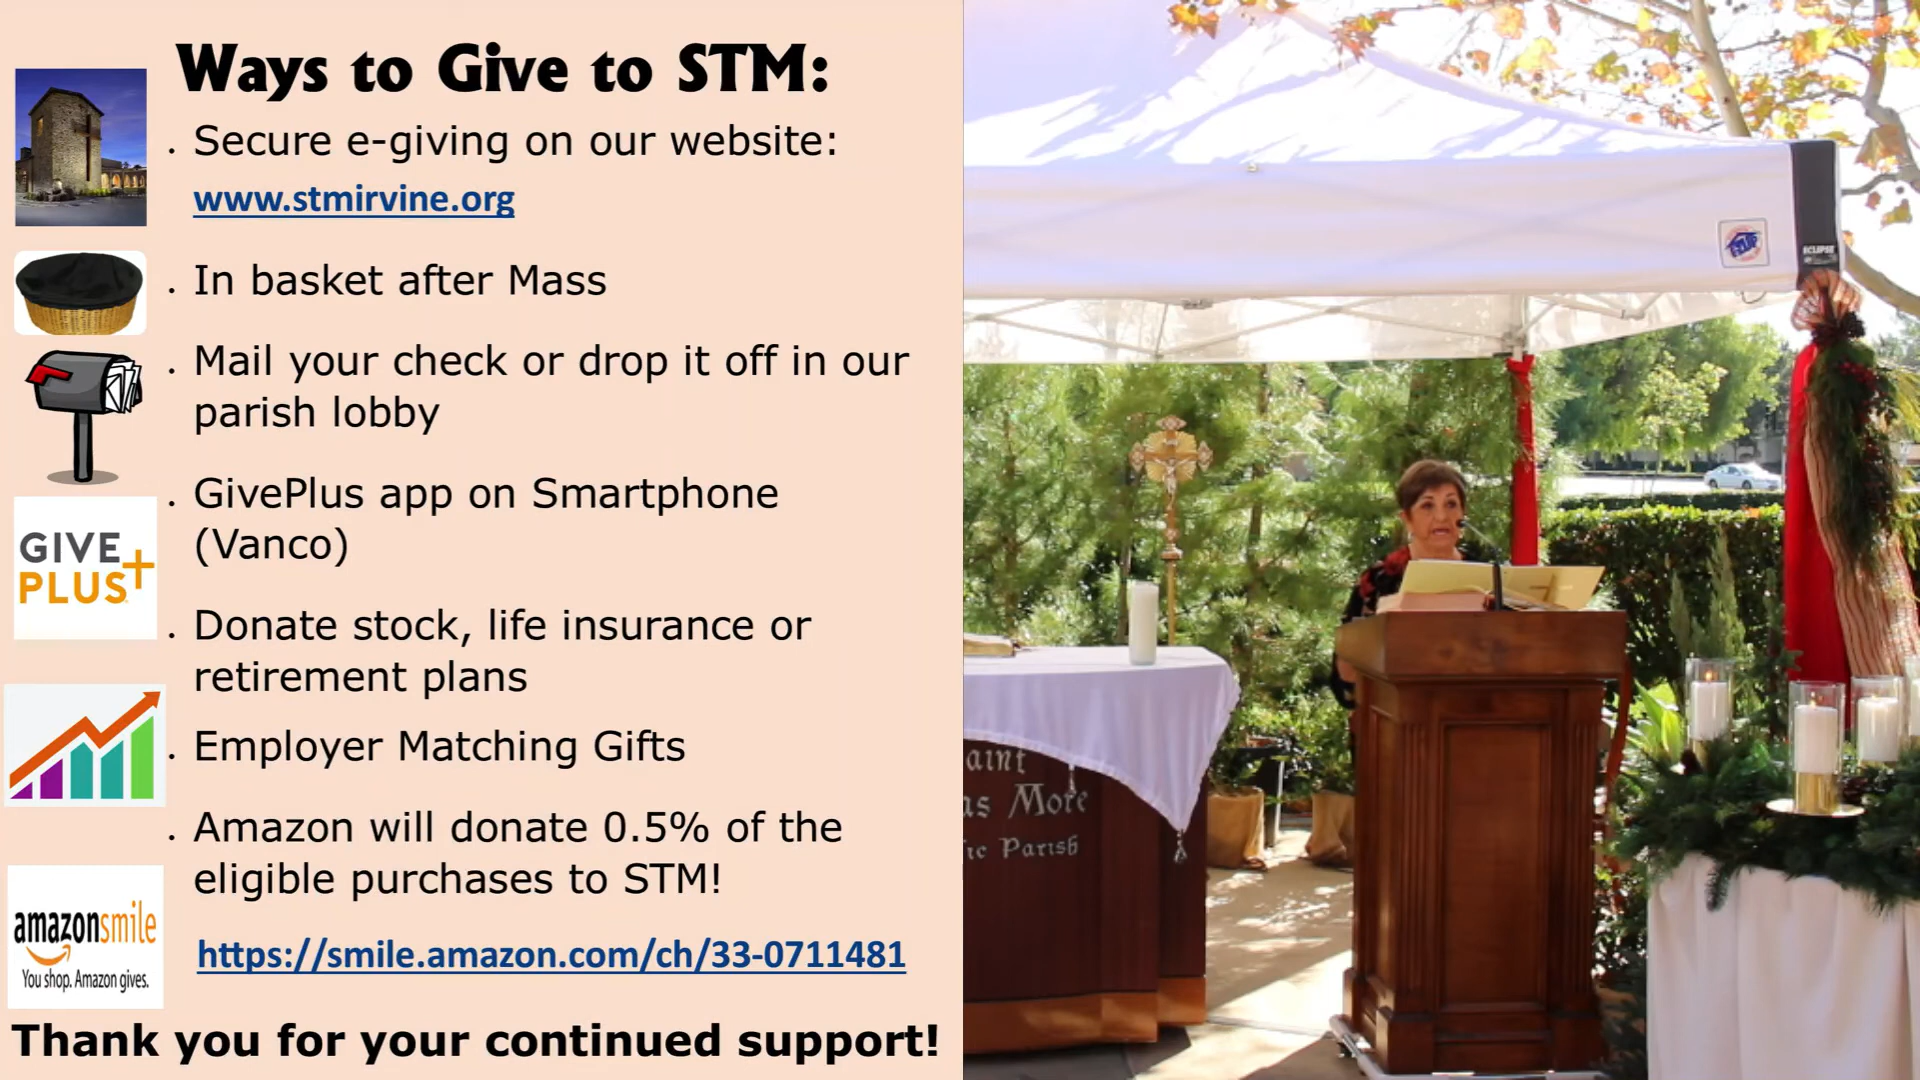 Ways to Give to STM:
Secure e-giving on our website:
www.stmirvine.org
In basket after Mass
Mail your check or drop it off in our
parish lobby
GivePlus app on Smartphone
(Vanco)
Donate stock, life insurance or
retirement plans
Employer Matching Gifts
Amazon will donate 0.5% of the
eligible purchases to STM!
https://smile.amazon.com/ch/33-0711481
Thank you for your continued support!
GIVE
PLUS+
amazonsmile
You shop. Amazon gives.
E-Z UP
ECLIPSE
aint
as More
ic Parish